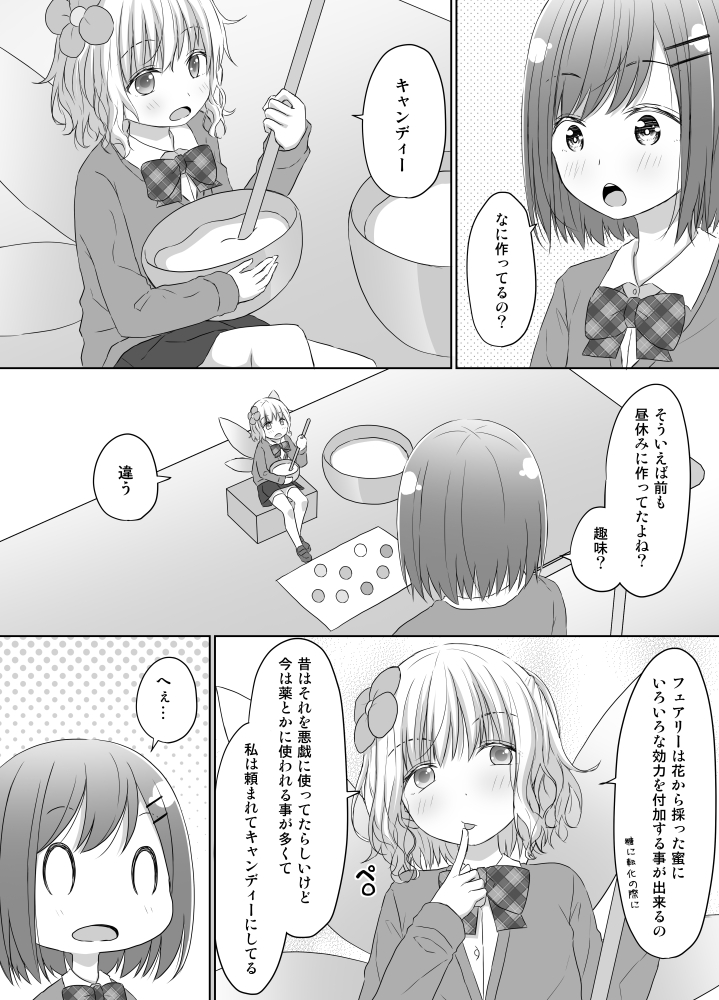 なに作ってるの?
キャンディー
そういえば前も
昼休みに作ってたよね?
趣味?
違う
フェアリーは花から採った蜜に
いろいろな効力を付加する事が出来るの
糖に転化の際に
昔はそれを悪戯に使ってたらしいけど
今は薬とかに使われる事が多くて
私は頼まれてキャンディーにしてる
ぺろ
へぇ…